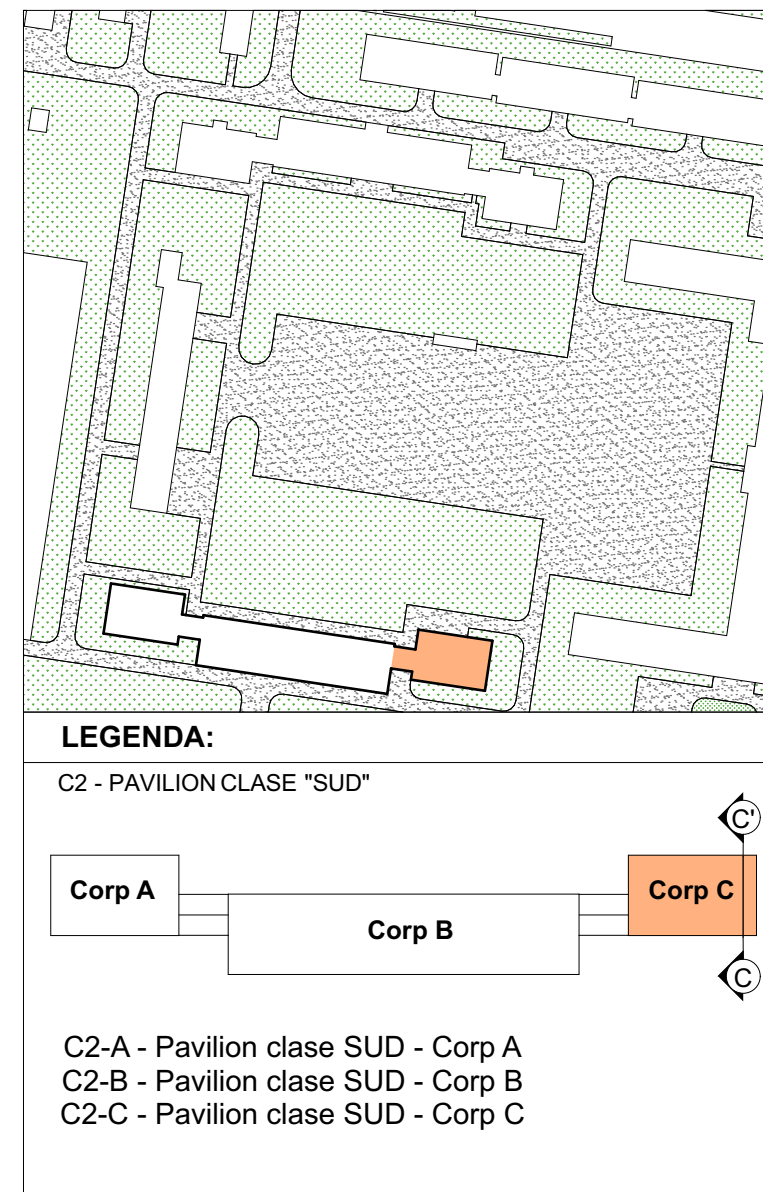 LEGENDA:
C2 - PAVILION CLASE "SUD"
C'
Corp A
Corp B
Corp C
C
C2-A - Pavilion clase SUD - Corp A
C2-B - Pavilion clase SUD - Corp B
C2-C - Pavilion clase SUD - Corp C